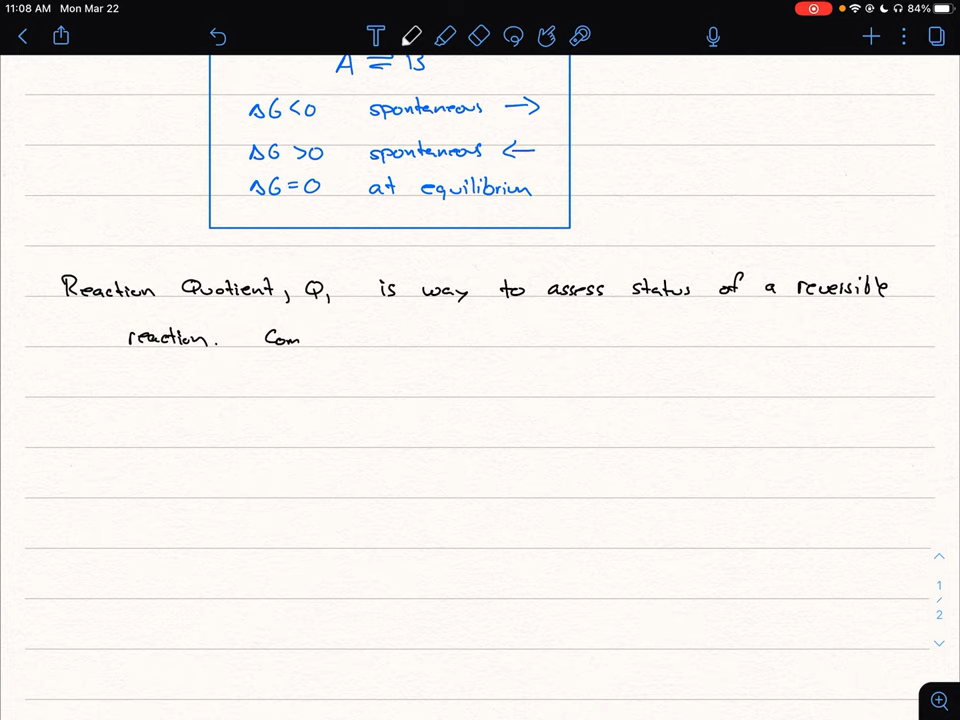 11:08 AM Mon Mar 22
84%
T
A ⇌ B
ΔG < 0 spontaneous →
ΔG > 0 spontaneous ←
ΔG = 0 at equilibrium
Reaction Quotient, Q, is way to assess status of a reversible
reaction. Com
1
/
2